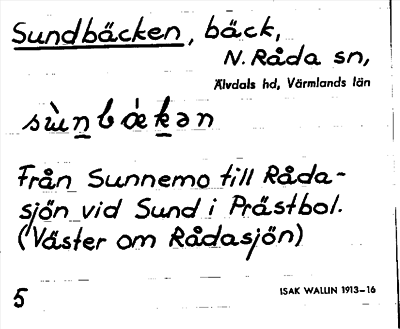 Sundbäcken, bäck,
N. Råda sn,
Älvdals hd, Värmlands län
Från Sunnemo till Råda-
sjön vid Sund i Prästbol.
(Väster om Rådasjön)
5
ISAK WALLIN 1913-16